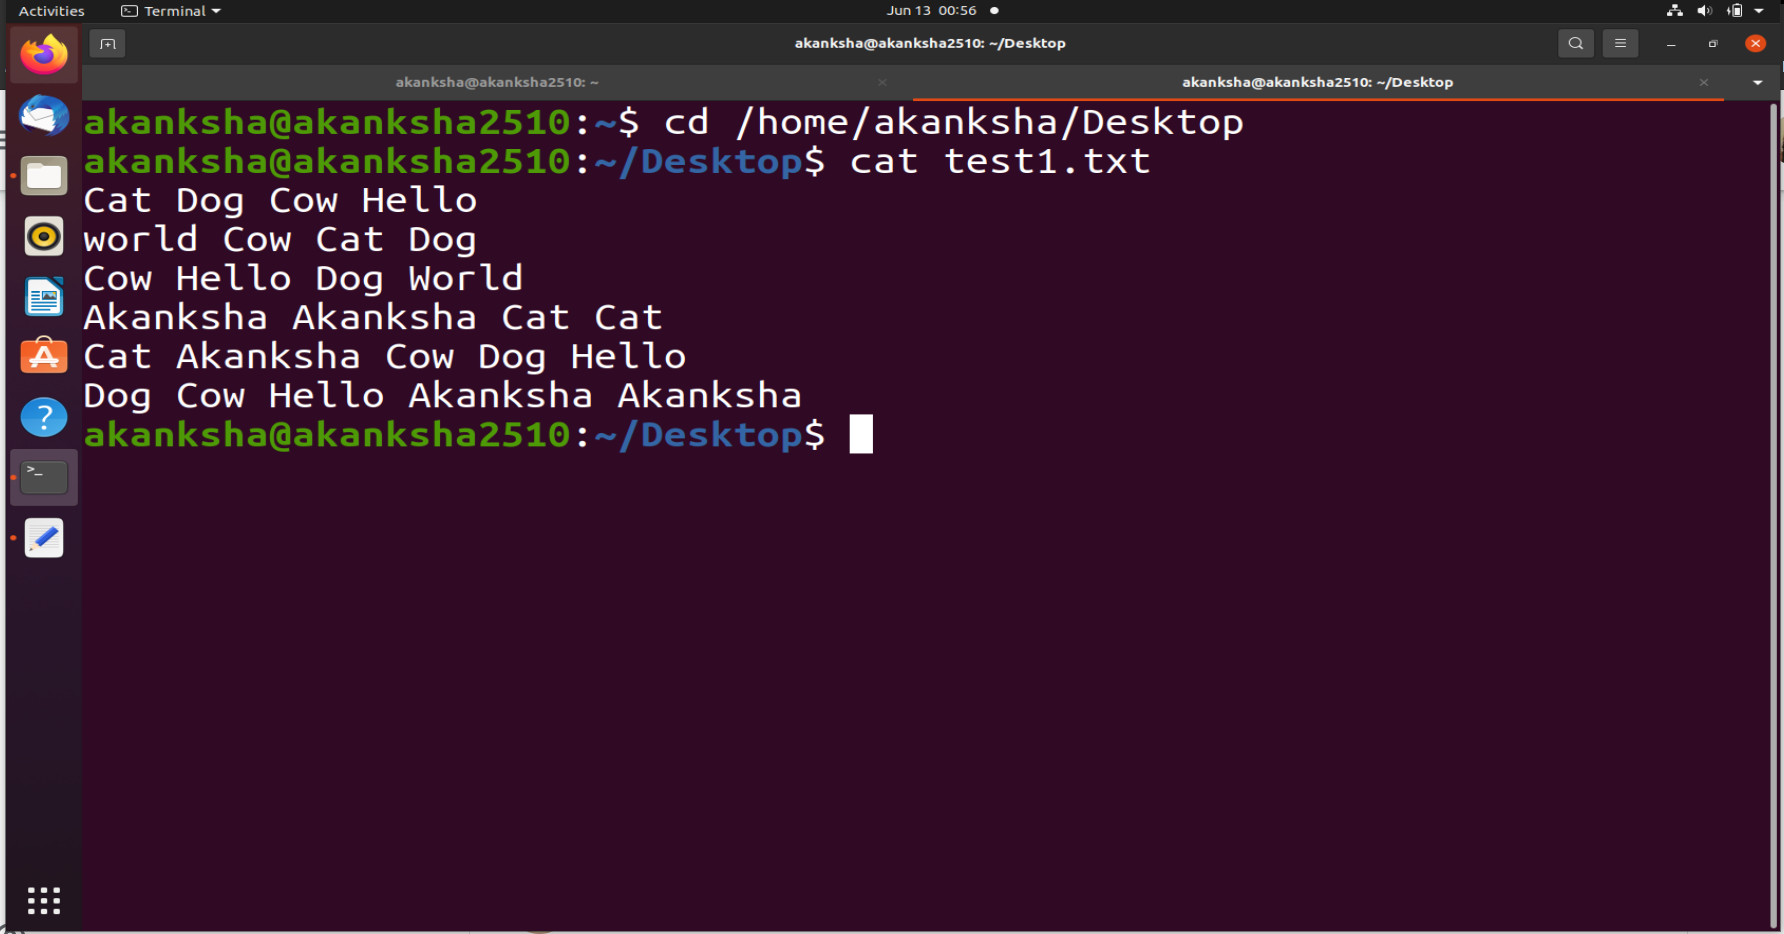 Activities Terminal Jun 13 00:56
akanksha@akanksha2510: ~/Desktop
akanksha@akanksha2510: ~ akanksha@akanksha2510: ~/Desktop
akanksha@akanksha2510:~$ cd /home/akanksha/Desktop
akanksha@akanksha2510:~/Desktop$ cat test1.txt
Cat Dog Cow Hello
world Cow Cat Dog
Cow Hello Dog World
Akanksha Akanksha Cat Cat
Cat Akanksha Cow Dog Hello
Dog Cow Hello Akanksha Akanksha
akanksha@akanksha2510:~/Desktop$